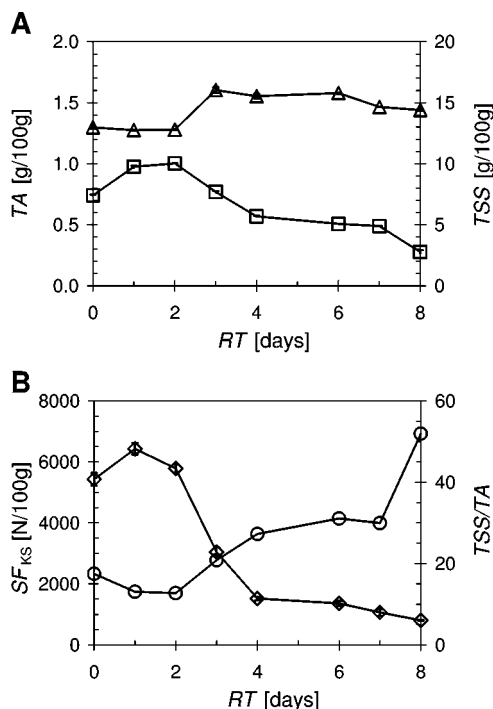 A
2.0
1.5
1.0
0.5
0.0
TA [g/100g]
20
15
10
5
0
TSS [g/100g]
0 2 4 6 8
RT [days]
B
8000
6000
4000
2000
0
SFKS [N/100g]
60
40
20
0
TSS/TA
0 2 4 6 8
RT [days]